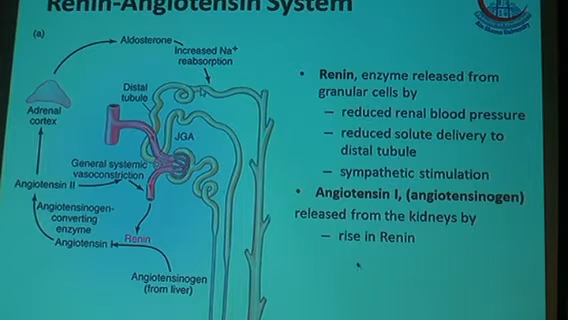 Renin-Angiotensin System
(a)
Aldosterone
Increased Na+
reabsorption
Distal
tubule
Adrenal
cortex
JGA
General systemic
vasoconstriction
Angiotensin II
Angiotensinogen-
converting
enzyme
Angiotensin I
Renin
Angiotensinogen
(from liver)
• Renin, enzyme released from
granular cells by
– reduced renal blood pressure
– reduced solute delivery to
distal tubule
– sympathetic stimulation
• Angiotensin I, (angiotensinogen)
released from the kidneys by
– rise in Renin